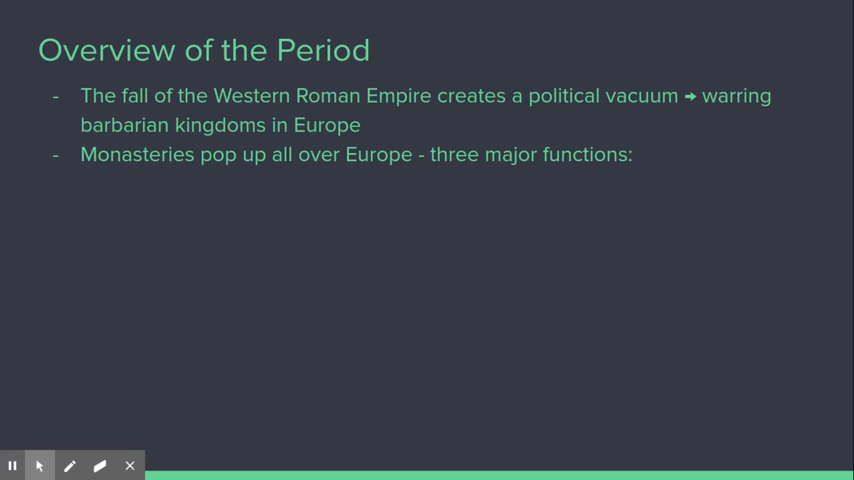 Overview of the Period
- The fall of the Western Roman Empire creates a political vacuum → warring
barbarian kingdoms in Europe
- Monasteries pop up all over Europe - three major functions: